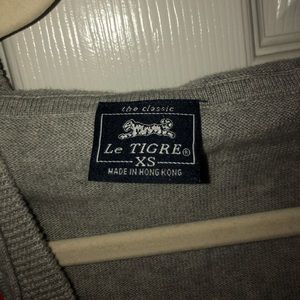 the classic
Le TIGRE®
XS
MADE IN HONG KONG